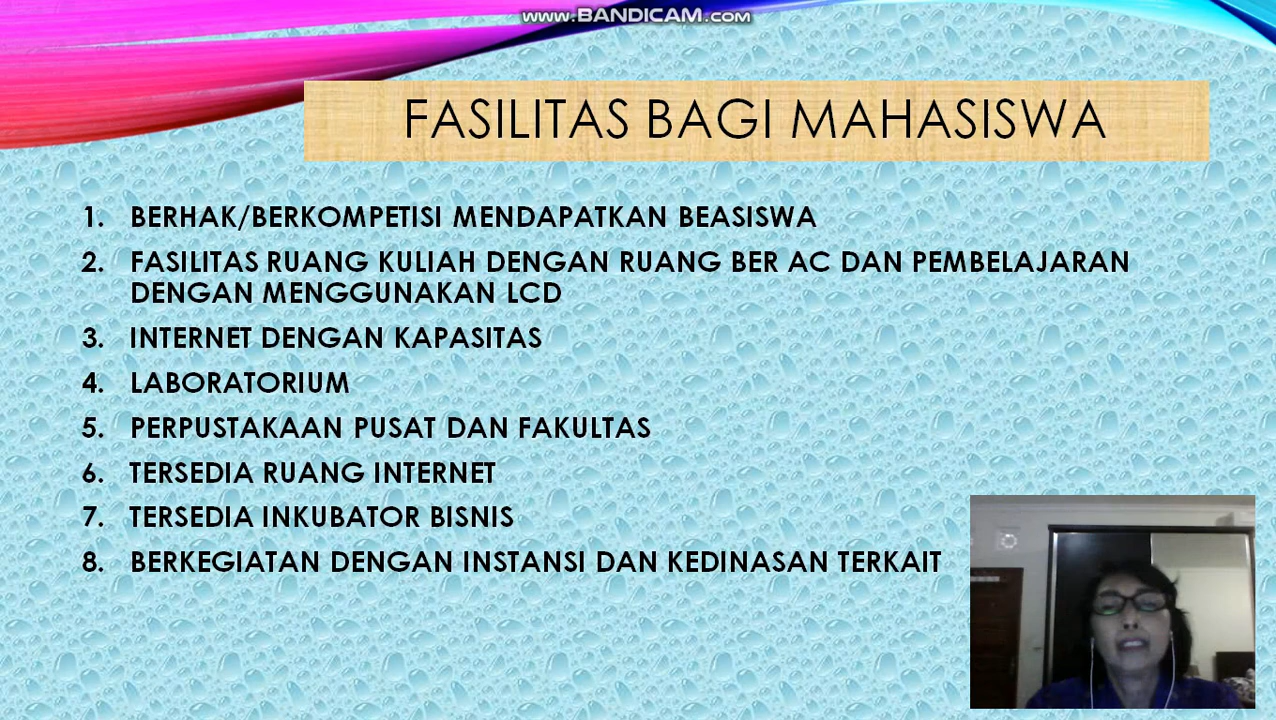 www.BANDICAM.com
FASILITAS BAGI MAHASISWA
1. BERHAK/BERKOMPETISI MENDAPATKAN BEASISWA
2. FASILITAS RUANG KULIAH DENGAN RUANG BER AC DAN PEMBELAJARAN
DENGAN MENGGUNAKAN LCD
3. INTERNET DENGAN KAPASITAS
4. LABORATORIUM
5. PERPUSTAKAAN PUSAT DAN FAKULTAS
6. TERSEDIA RUANG INTERNET
7. TERSEDIA INKUBATOR BISNIS
8. BERKEGIATAN DENGAN INSTANSI DAN KEDINASAN TERKAIT